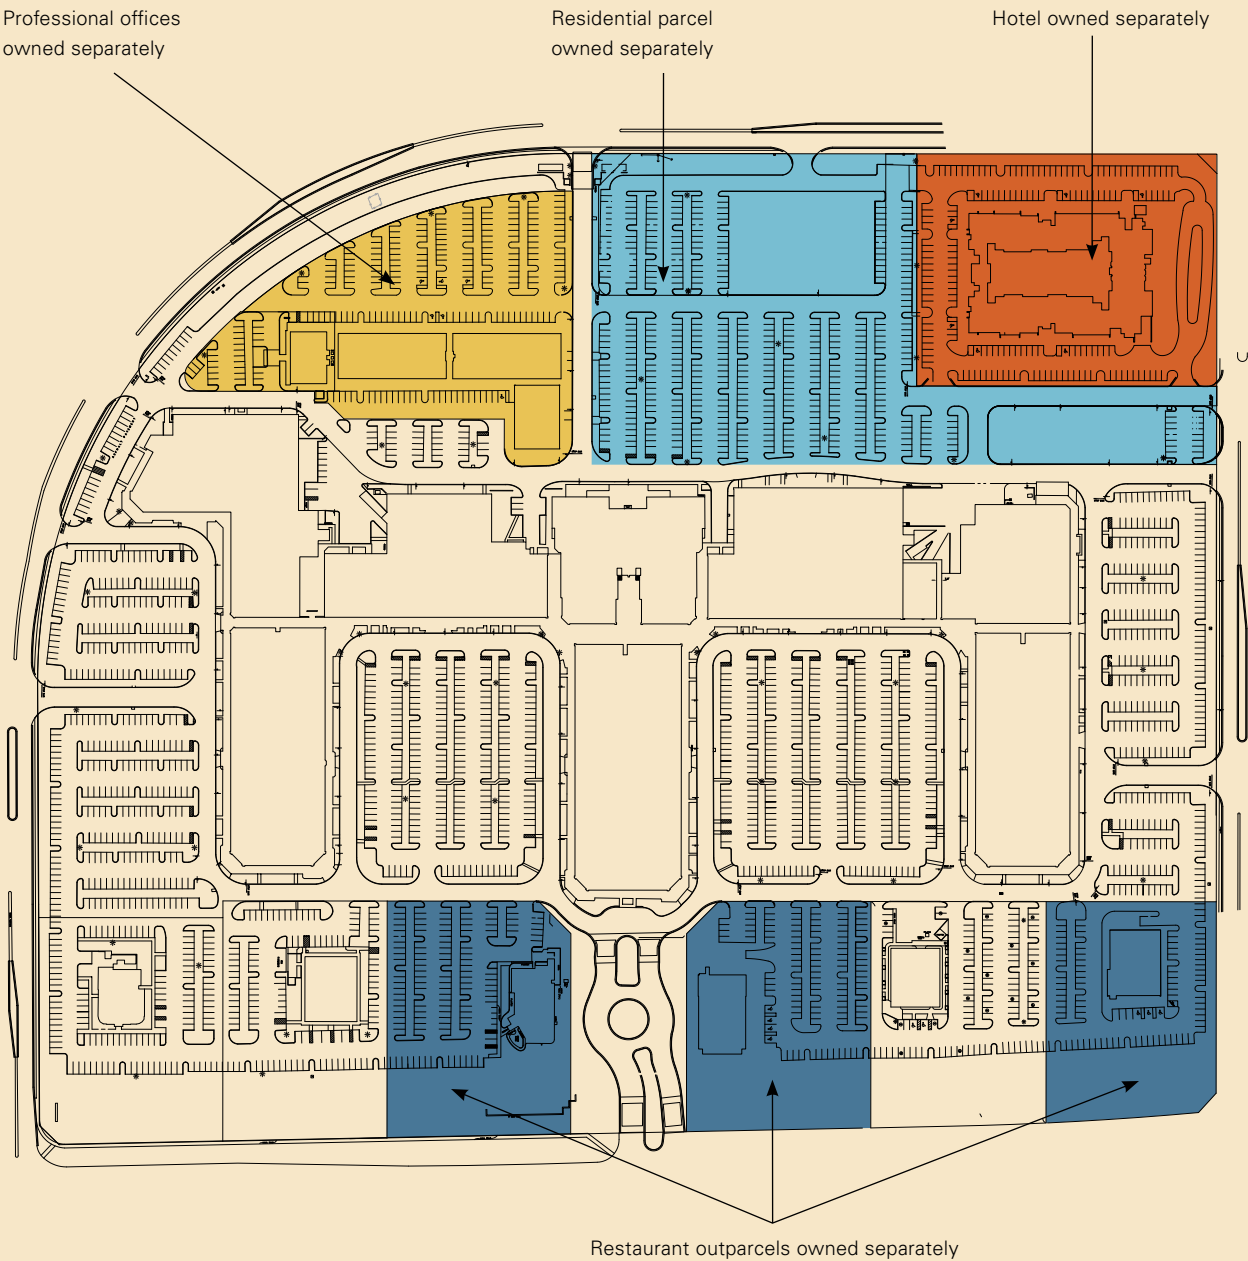 Professional offices
owned separately
Residential parcel
owned separately
Hotel owned separately
Restaurant outparcels owned separately